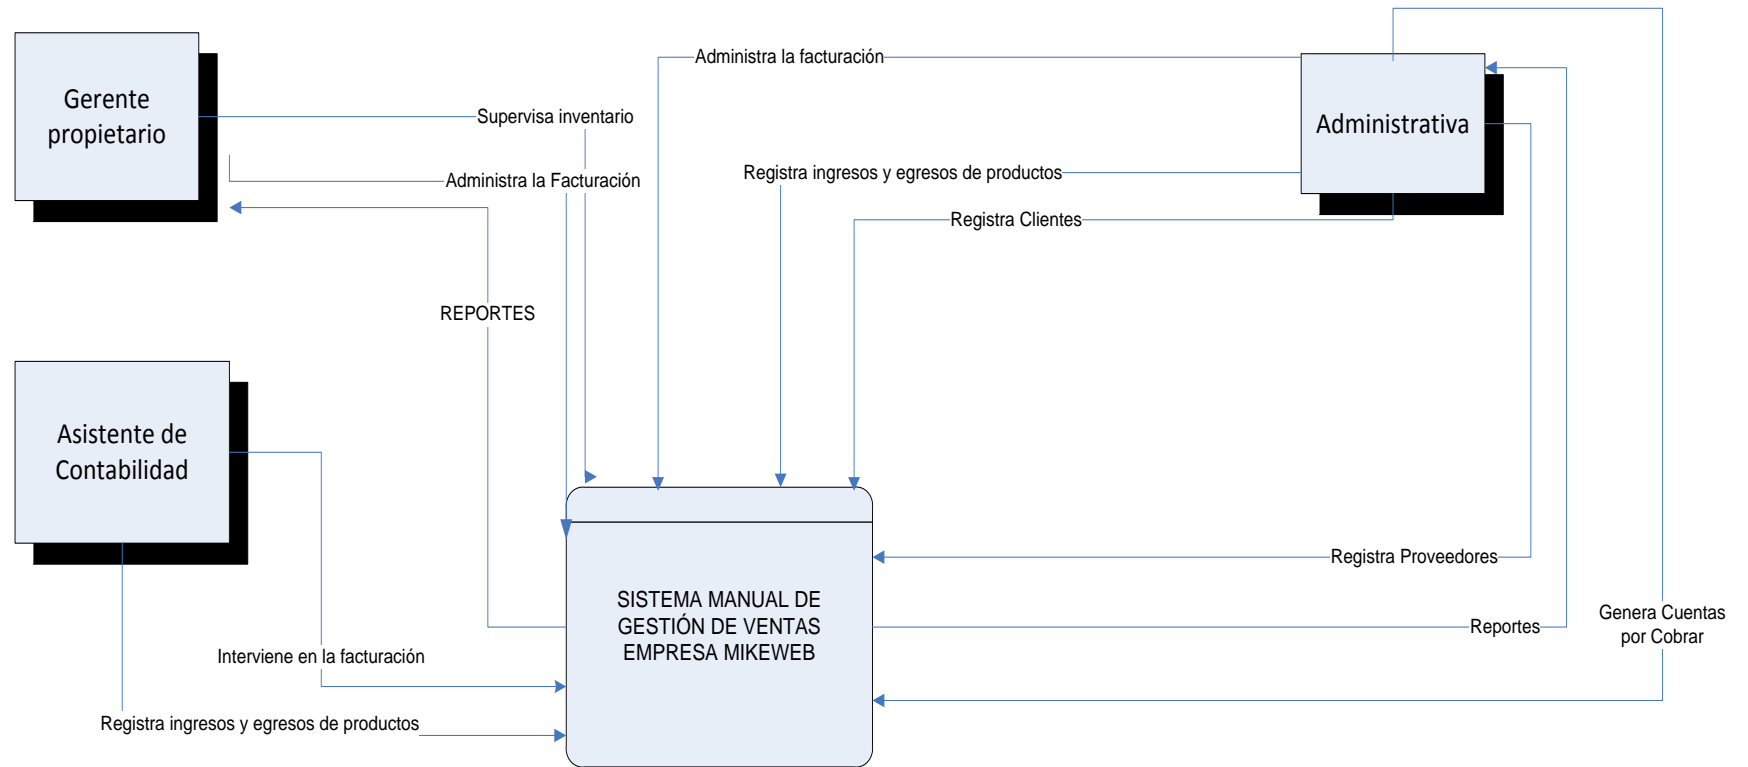 Administra la facturación
Gerente
propietario
Supervisa inventario
Administrativa
Administra la Facturación
Registra ingresos y egresos de productos
Registra Clientes
REPORTES
Asistente de
Contabilidad
Registra Proveedores
SISTEMA MANUAL DE
GESTIÓN DE VENTAS
EMPRESA MIKEWEB
Reportes
Genera Cuentas
por Cobrar
Interviene en la facturación
Registra ingresos y egresos de productos